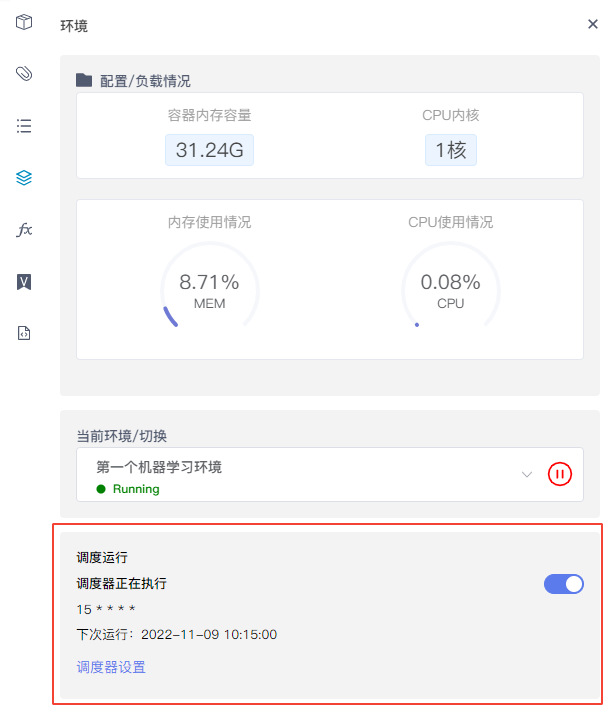 环境
配置/负载情况
容器内存容量
CPU内核
31.24G
1核
内存使用情况
CPU使用情况
8.71%
MEM
0.08%
CPU
当前环境/切换
第一个机器学习环境
Running
调度运行
调度器正在执行
15 * * * *
下次运行：2022-11-09 10:15:00
调度器设置
fx
V